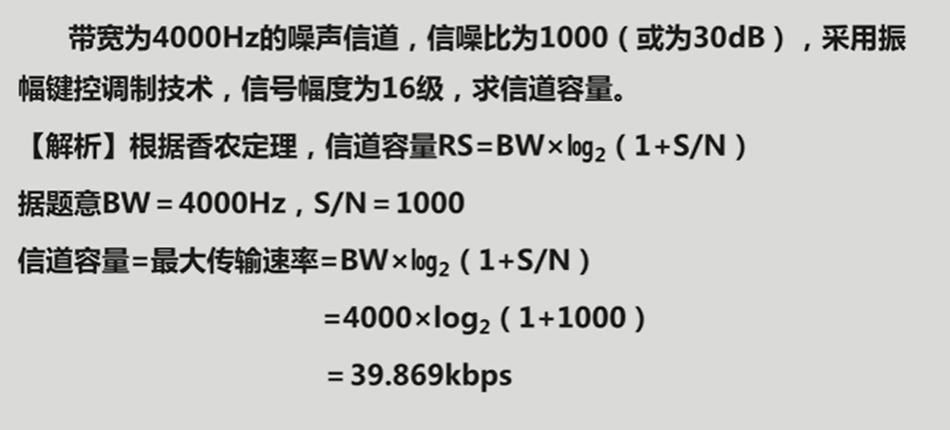 带宽为4000Hz的噪声信道，信噪比为1000（或为30dB），采用振
幅键控调制技术，信号幅度为16级，求信道容量。
【解析】根据香农定理，信道容量RS=BW×log₂（1+S/N）
据题意BW＝4000Hz，S/N＝1000
信道容量=最大传输速率=BW×log₂（1+S/N）
=4000×log₂（1+1000）
＝39.869kbps